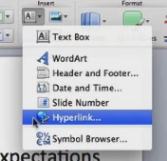 Insert
Format
Text Box
WordArt
Header and Footer...
Date and Time...
Slide Number
Hyperlink...
Symbol Browser...
xpectations